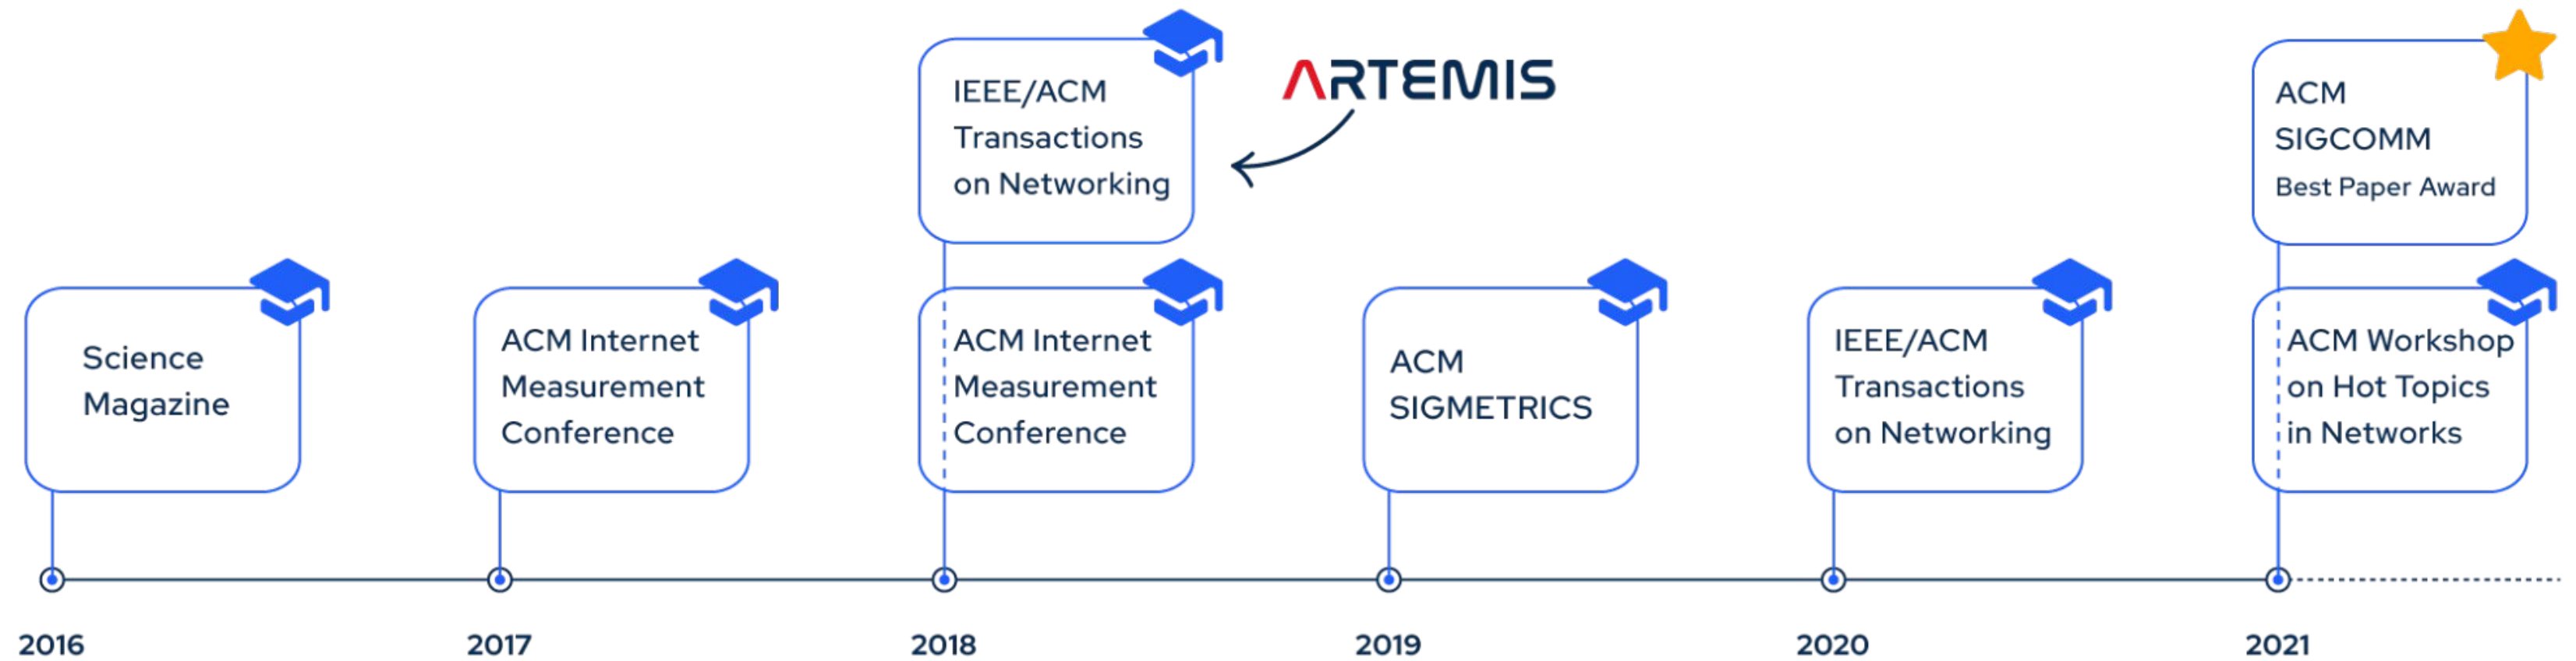 IEEE/ACM
Transactions
on Networking
ARTEMIS
ACM
SIGCOMM
Best Paper Award
Science
Magazine
ACM Internet
Measurement
Conference
ACM Internet
Measurement
Conference
ACM
SIGMETRICS
IEEE/ACM
Transactions
on Networking
ACM Workshop
on Hot Topics
in Networks
2016
2017
2018
2019
2020
2021